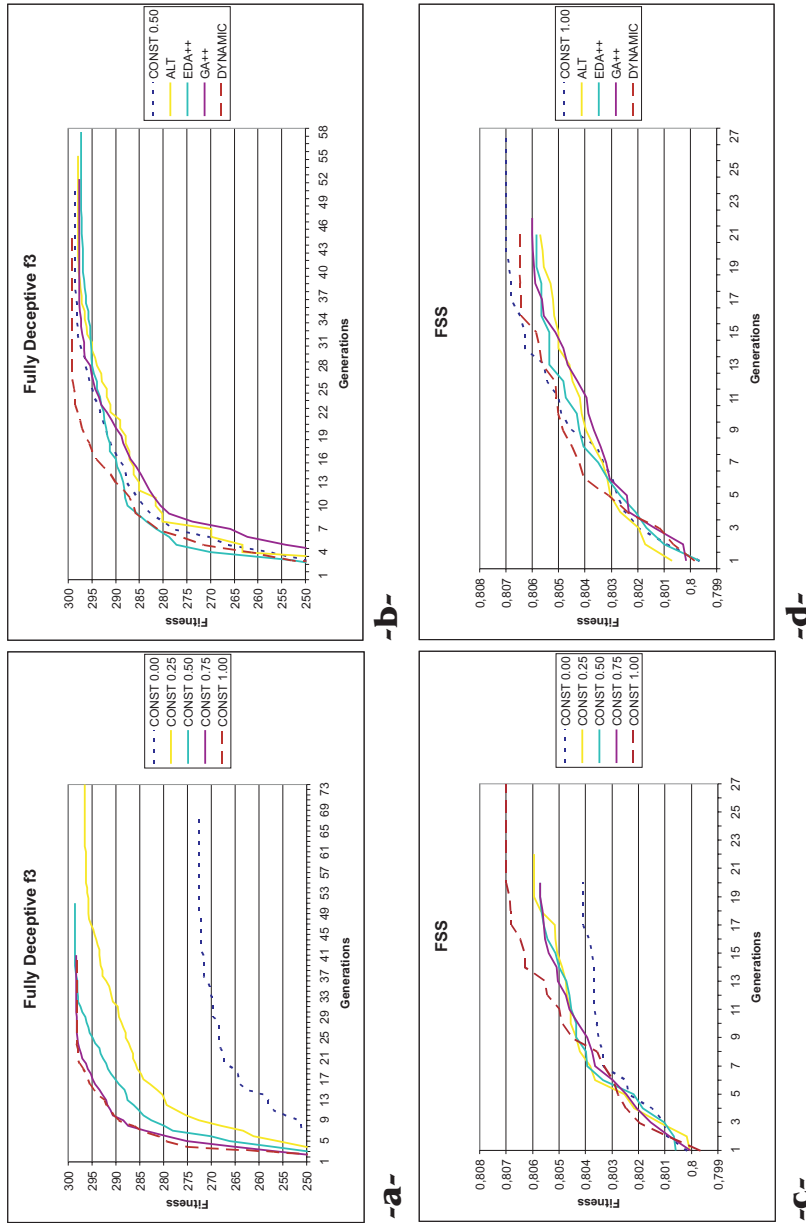 Fully Deceptive f3
300
295
290
285
280
275
270
265
260
255
250
Fitness
1 5 9 13 17 21 25 29 33 37 41 45 49 53 57 61 65 69 73
Generations
CONST 0.00
CONST 0.25
CONST 0.50
CONST 0.75
CONST 1.00
-a-
Fully Deceptive f3
300
295
290
285
280
275
270
265
260
255
250
Fitness
1 4 7 10 13 16 19 22 25 28 31 34 37 40 43 46 49 52 55 58
Generations
CONST 0.50
ALT
EDA++
GA++
DYNAMIC
-b-
FSS
0,808
0,807
0,806
0,805
0,804
0,803
0,802
0,801
0,8
0,799
Fitness
1 3 5 7 9 11 13 15 17 19 21 23 25 27
Generations
CONST 0.00
CONST 0.25
CONST 0.50
CONST 0.75
CONST 1.00
-c-
FSS
0,808
0,807
0,806
0,805
0,804
0,803
0,802
0,801
0,8
0,799
Fitness
1 3 5 7 9 11 13 15 17 19 21 23 25 27
Generations
CONST 1.00
ALT
EDA++
GA++
DYNAMIC
-d-